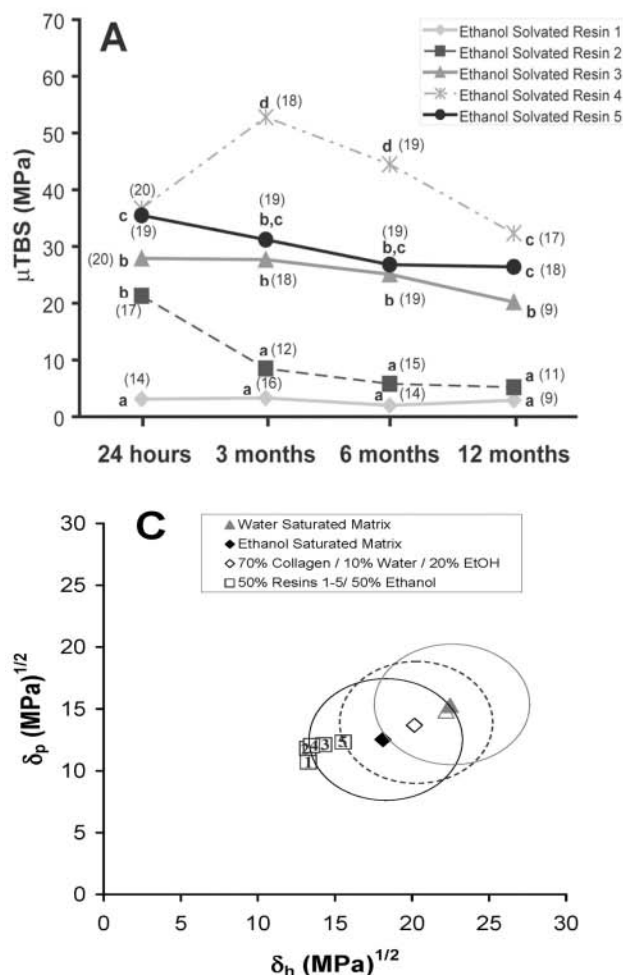 A
Ethanol Solvated Resin 1
Ethanol Solvated Resin 2
Ethanol Solvated Resin 3
Ethanol Solvated Resin 4
Ethanol Solvated Resin 5
μTBS (MPa)
70
60
50
40
30
20
10
0
d (18)
d (19)
(20)
(19)
(19)
c
b,c
b,c
(19)
c (17)
c (18)
(20) b
b (18)
b (19)
b (9)
b
(17)
a (12)
a (15)
a (11)
(14)
a (16)
a (14)
a
a (9)
24 hours 3 months 6 months 12 months
C
Water Saturated Matrix
Ethanol Saturated Matrix
70% Collagen / 10% Water / 20% EtOH
50% Resins 1-5/ 50% Ethanol
δp (MPa)1/2
30
25
20
15
10
5
0
2 4 3 5
1
0 5 10 15 20 25 30
δh (MPa)1/2